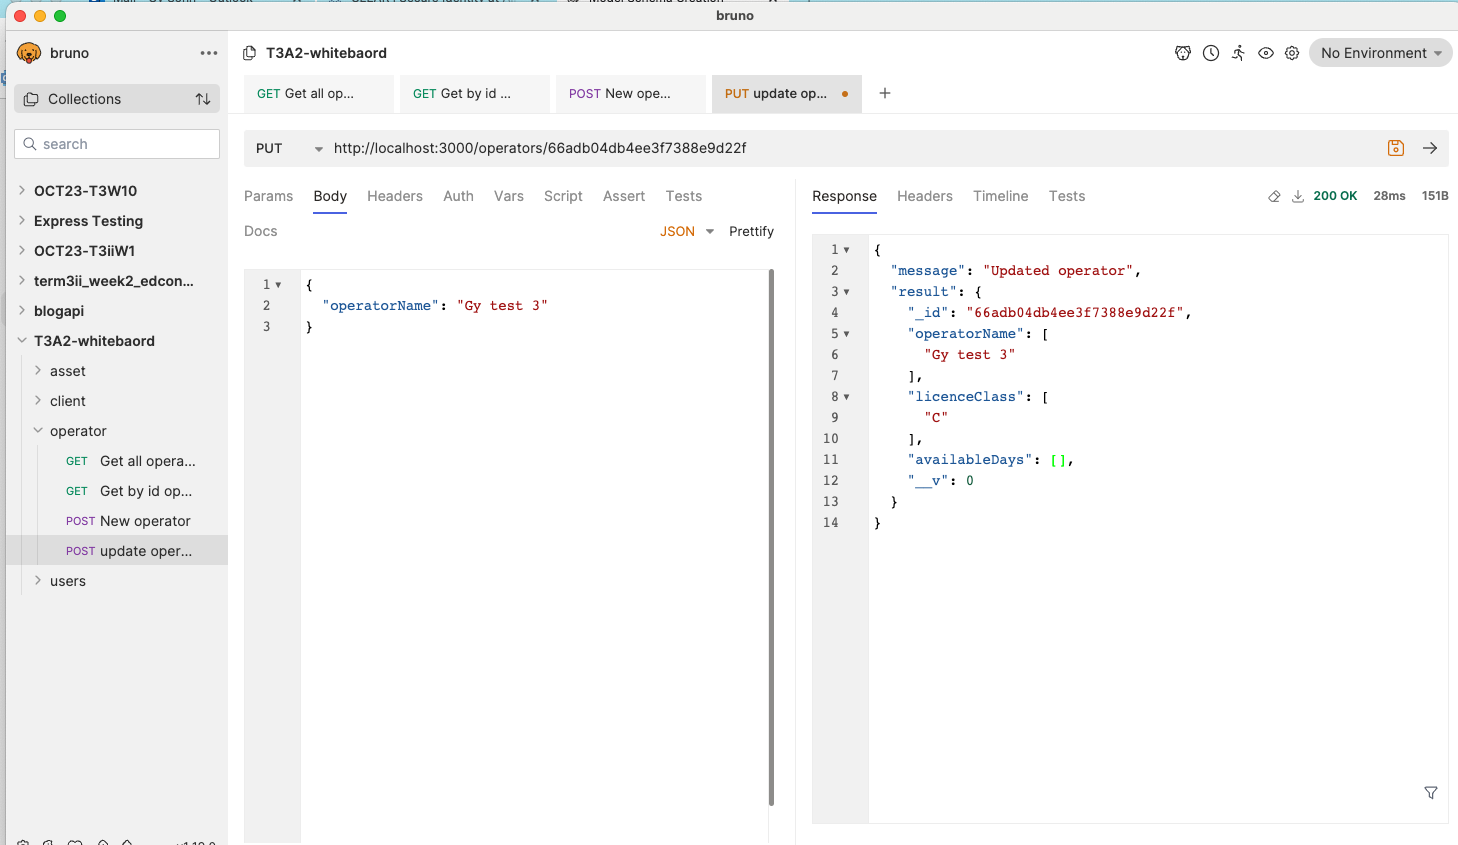 bruno
bruno
T3A2-whitebaord
No Environment
Collections
GET Get all op...
GET Get by id ...
POST New ope...
PUT update op...
search
PUT
http://localhost:3000/operators/66adb04db4ee3f7388e9d22f
OCT23-T3W10
Express Testing
OCT23-T3iiW1
term3ii_week2_edcon...
blogapi
T3A2-whitebaord
asset
client
operator
GET Get all opera...
GET Get by id op...
POST New operator
POST update oper...
users
Params Body Headers Auth Vars Script Assert Tests
Docs
JSON
Prettify
1 {
2 "operatorName": "Gy test 3"
3 }
Response Headers Timeline Tests
200 OK 28ms 151B
1 {
2 "message": "Updated operator",
3 "result": {
4 "_id": "66adb04db4ee3f7388e9d22f",
5 "operatorName": [
6 "Gy test 3"
7 ],
8 "licenceClass": [
9 "C"
10 ],
11 "availableDays": [],
12 "__v": 0
13 }
14 }